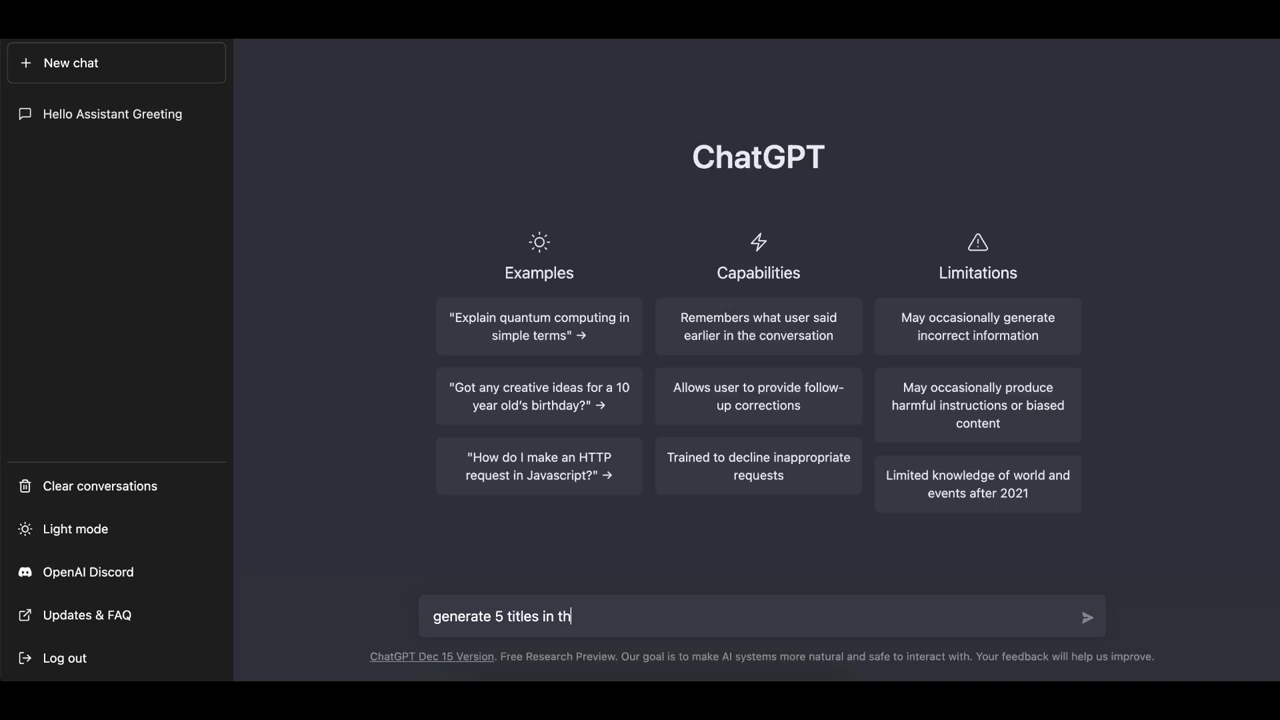 New chat
Hello Assistant Greeting
Clear conversations
Light mode
OpenAI Discord
Updates & FAQ
Log out
ChatGPT
Examples
"Explain quantum computing in
simple terms" →
"Got any creative ideas for a 10
year old's birthday?" →
"How do I make an HTTP
request in Javascript?" →
Capabilities
Remembers what user said
earlier in the conversation
Allows user to provide follow-
up corrections
Trained to decline inappropriate
requests
Limitations
May occasionally generate
incorrect information
May occasionally produce
harmful instructions or biased
content
Limited knowledge of world and
events after 2021
generate 5 titles in th
ChatGPT Dec 15 Version. Free Research Preview. Our goal is to make AI systems more natural and safe to interact with. Your feedback will help us improve.